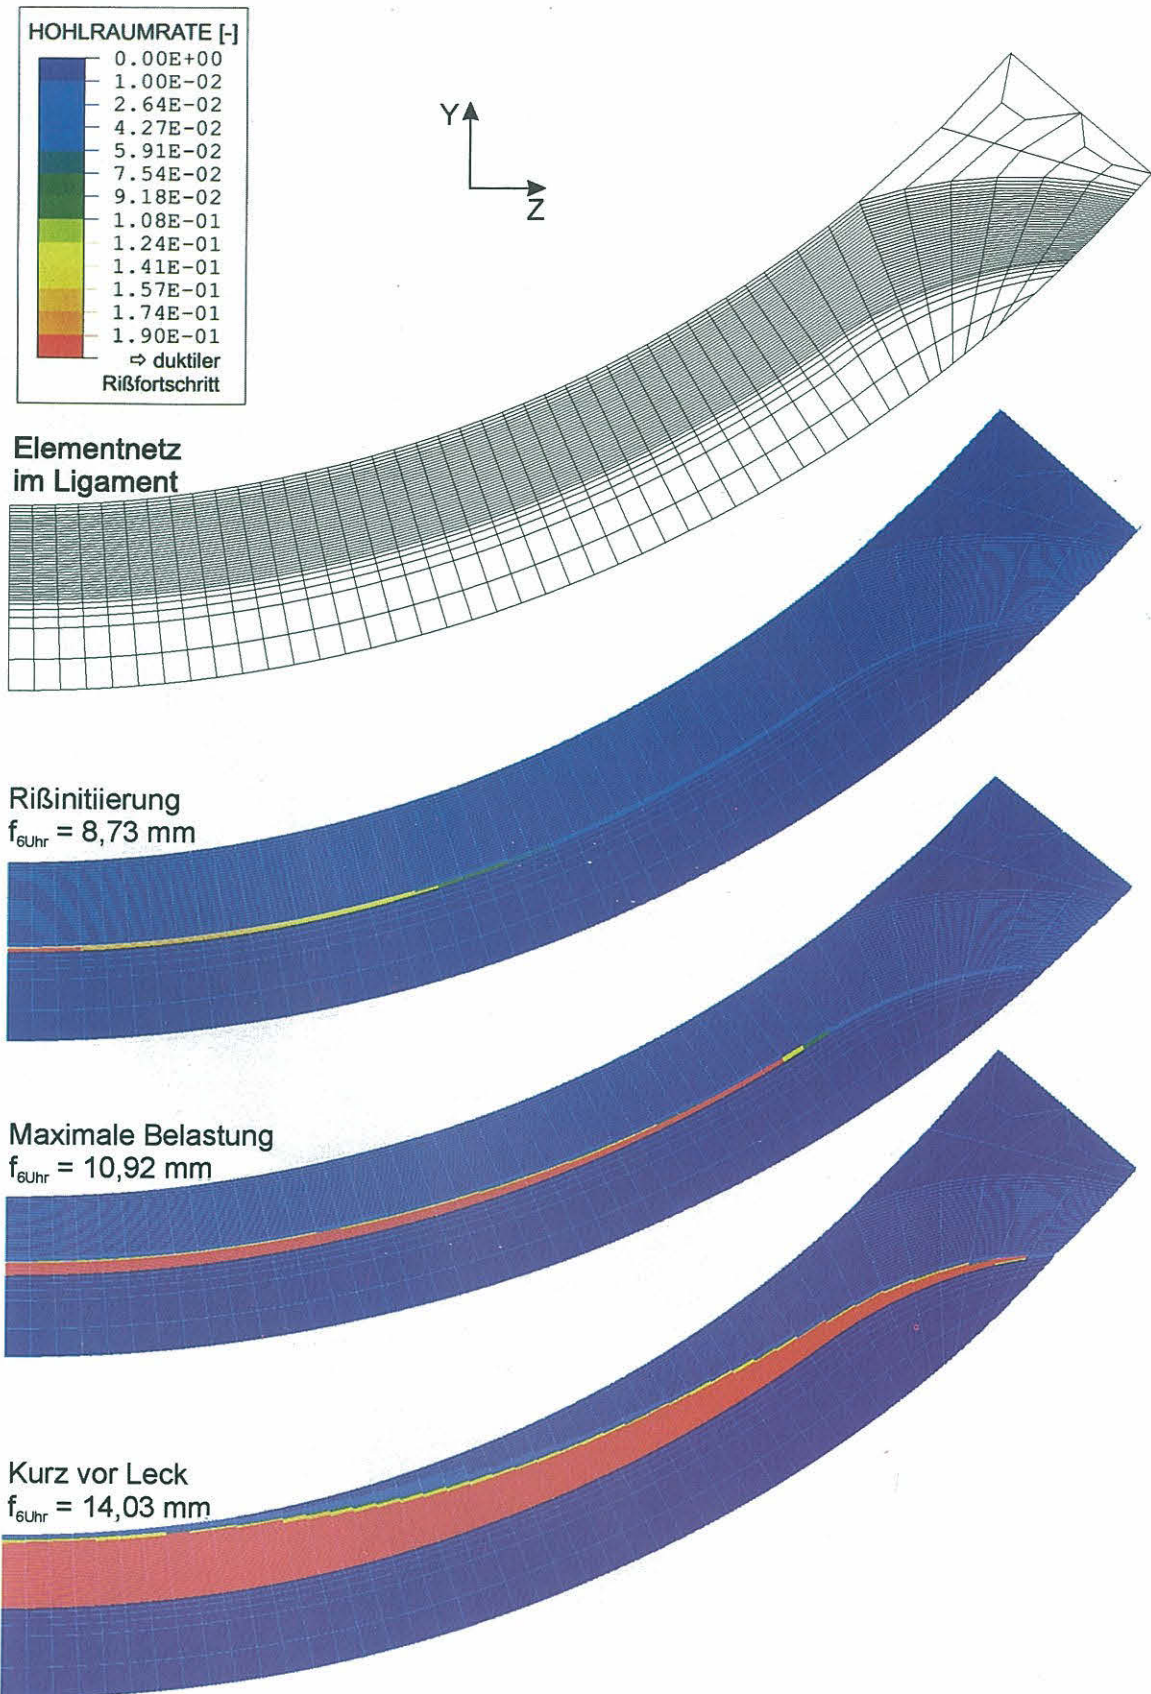 HOHLRAUMRATE [-]
0.00E+00
1.00E-02
2.64E-02
4.27E-02
5.91E-02
7.54E-02
9.18E-02
1.08E-01
1.24E-01
1.41E-01
1.57E-01
1.74E-01
1.90E-01
⇨ duktiler
Rißfortschritt
Y
Z
Elementnetz
im Ligament
Rißinitiierung
f6Uhr = 8,73 mm
Maximale Belastung
f6Uhr = 10,92 mm
Kurz vor Leck
f6Uhr = 14,03 mm